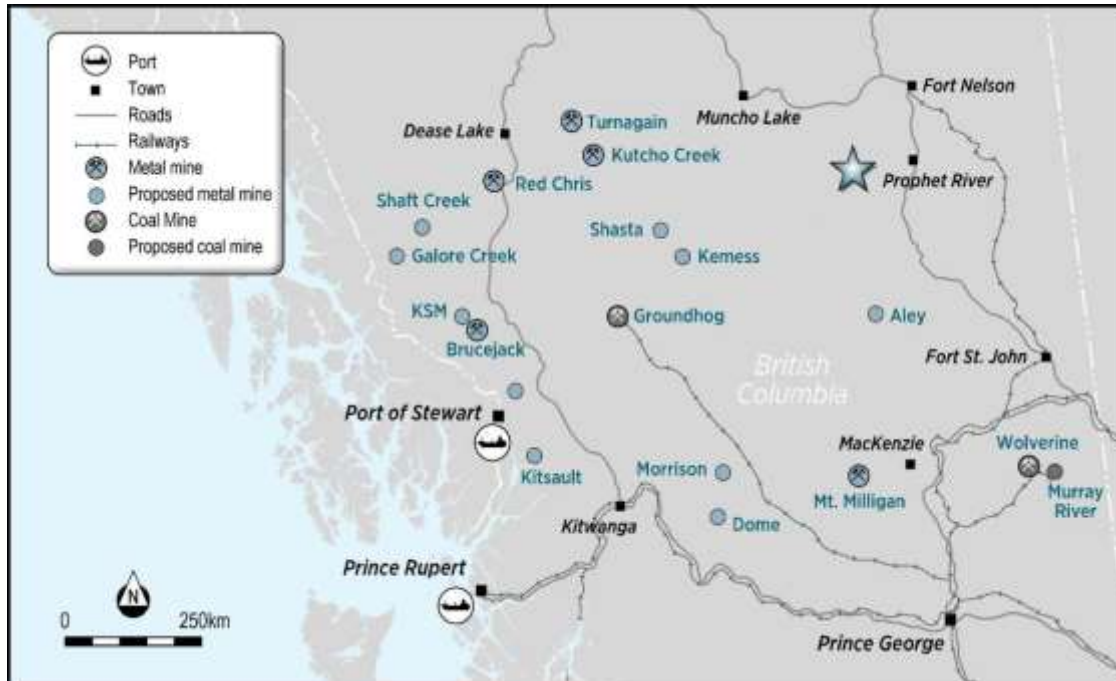 Port
Town
Roads
Railways
Metal mine
Proposed metal mine
Coal Mine
Proposed coal mine
Fort Nelson
Muncho Lake
Turnagain
Dease Lake
Kutcho Creek
Prophet River
Red Chris
Shaft Creek
Shasta
Galore Creek
Kemess
KSM
Groundhog
Aley
Brucejack
Fort St. John
British
Columbia
Port of Stewart
MacKenzie
Wolverine
Morrison
Kitsault
Mt. Milligan
Murray
River
Kitwanga
Dome
Prince Rupert
N
0
250km
Prince George